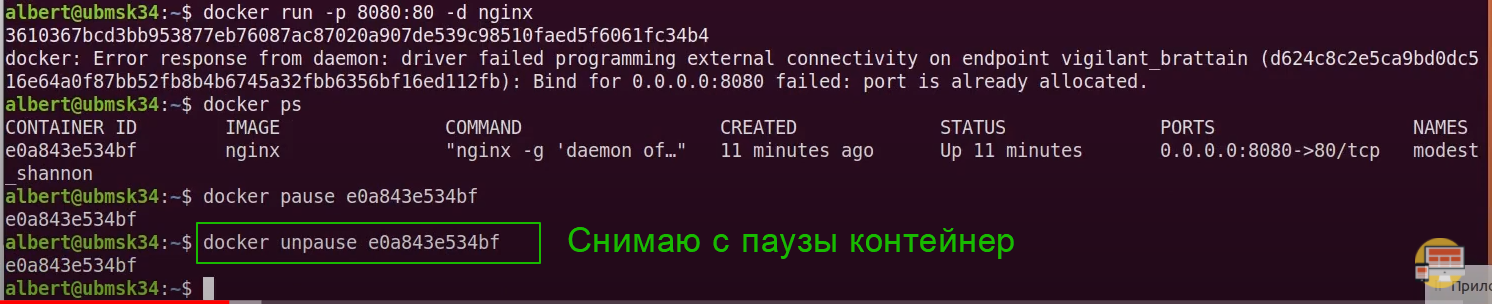 albert@ubmsk34:~$ docker run -p 8080:80 -d nginx
3610367bcd3bb953877eb76087ac87020a907de539c98510faed5f6061fc34b4
docker: Error response from daemon: driver failed programming external connectivity on endpoint vigilant_brattain (d624c8c2e5ca9bd0dc5
16e64a0f87bb52fb8b4b6745a32fbb6356bf16ed112fb): Bind for 0.0.0.0:8080 failed: port is already allocated.
albert@ubmsk34:~$ docker ps
CONTAINER ID IMAGE COMMAND CREATED STATUS PORTS NAMES
e0a843e534bf nginx "nginx -g 'daemon of…" 11 minutes ago Up 11 minutes 0.0.0.0:8080->80/tcp modest
_shannon
albert@ubmsk34:~$ docker pause e0a843e534bf
e0a843e534bf
albert@ubmsk34:~$ docker unpause e0a843e534bf Снимаю с паузы контейнер
e0a843e534bf
albert@ubmsk34:~$
Прило